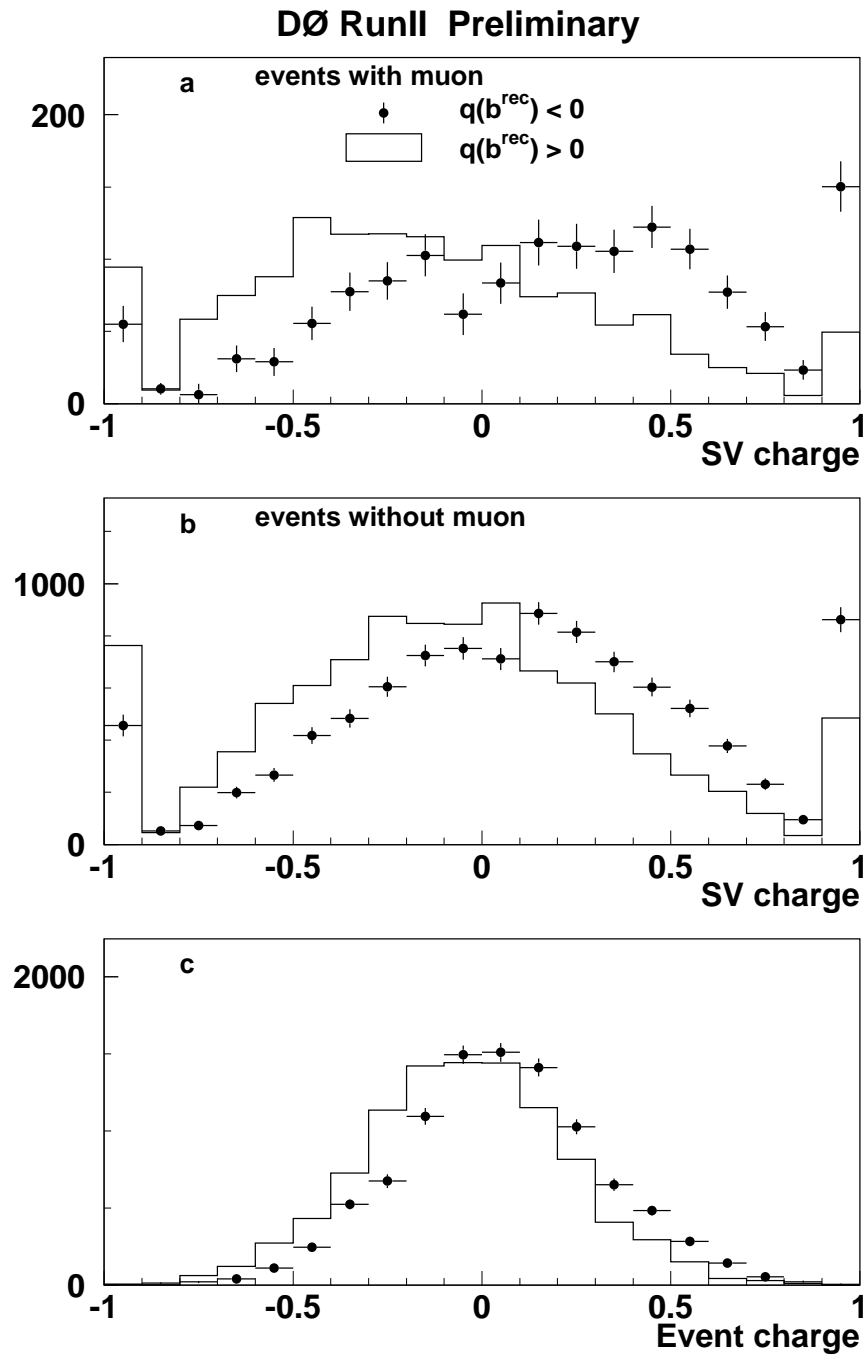 DØ RunII Preliminary
a events with muon
q(b^rec) < 0
q(b^rec) > 0
200
0
-1 -0.5 0 0.5 1
SV charge
b events without muon
1000
0
-1 -0.5 0 0.5 1
SV charge
c
2000
0
-1 -0.5 0 0.5 1
Event charge